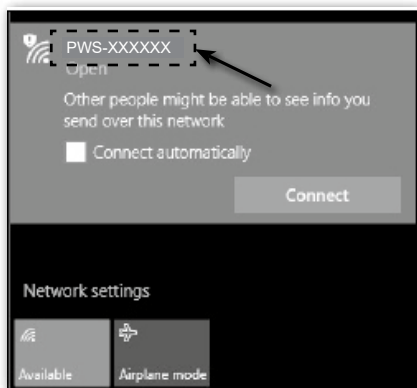 PWS-XXXXXX
Open
Other people might be able to see info you
send over this network
Connect automatically
Connect
Network settings
Available
Airplane mode